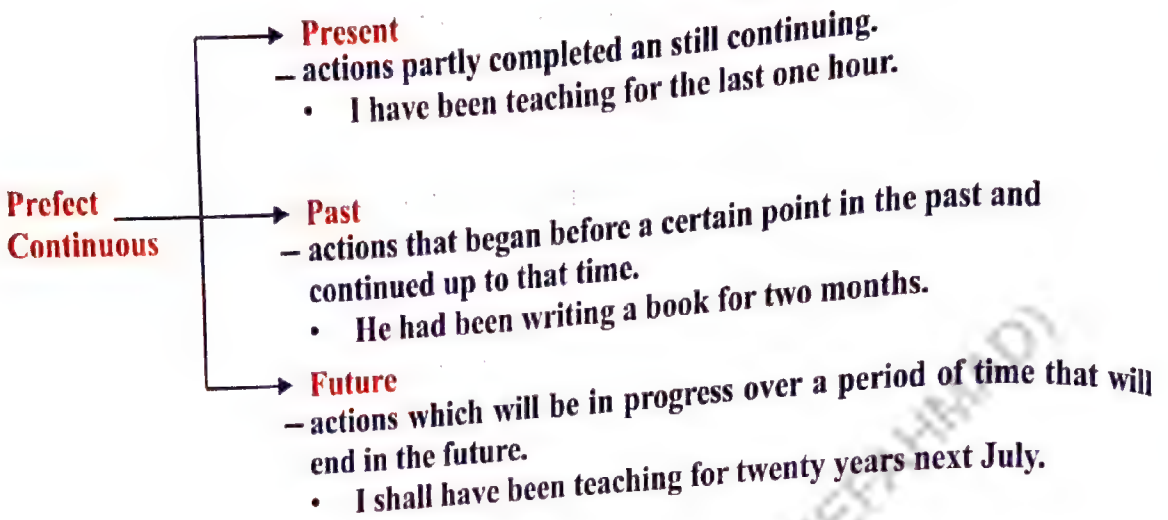 Present
– actions partly completed an still continuing.
• I have been teaching for the last one hour.
Prefect
Continuous
Past
– actions that began before a certain point in the past and
continued up to that time.
• He had been writing a book for two months.
Future
– actions which will be in progress over a period of time that will
end in the future.
• I shall have been teaching for twenty years next July.